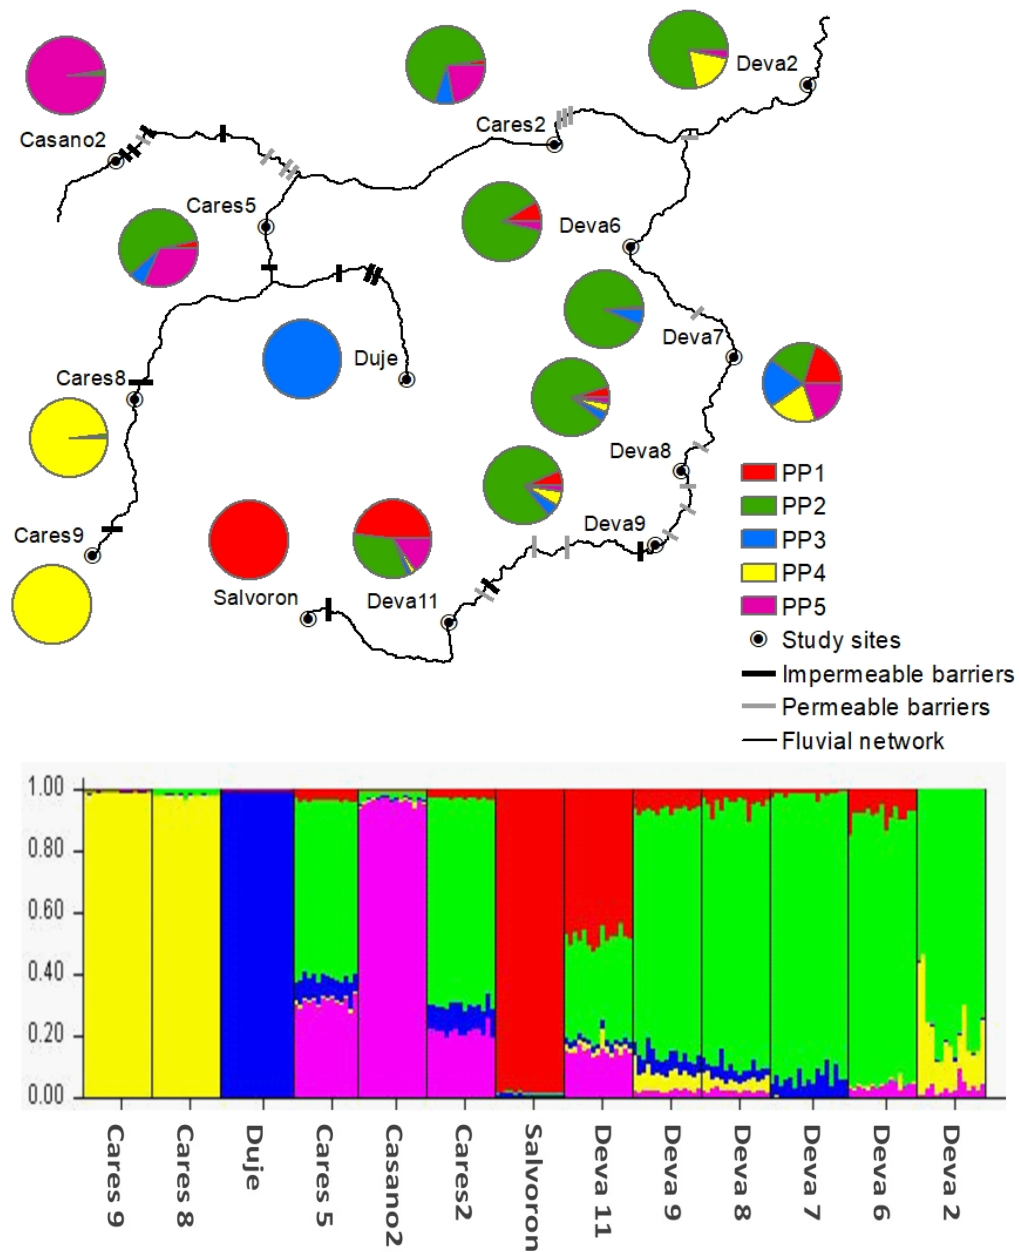 Deva2
Cares2
Casano2
Cares5
Deva6
Deva7
Duje
Cares8
Deva8
PP1
PP2
Deva9
Cares9
PP3
PP4
Salvoron
Deva11
PP5
Study sites
Impermeable barriers
Permeable barriers
Fluvial network
1.00
0.80
0.60
0.40
0.20
0.00
Cares 9
Cares 8
Duje
Cares 5
Casano2
Cares2
Salvoron
Deva 11
Deva 9
Deva 8
Deva 7
Deva 6
Deva 2